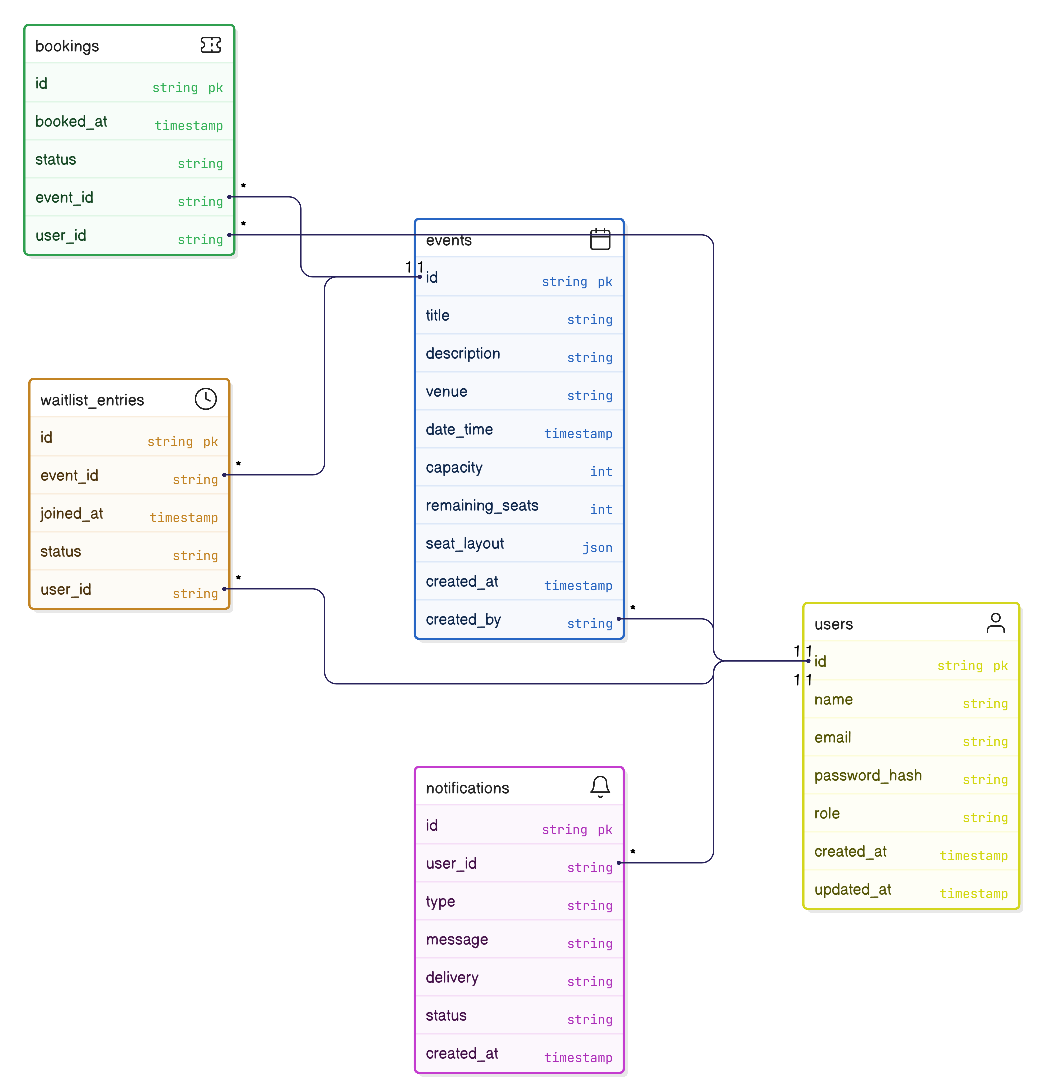 bookings
id string pk
booked_at timestamp
status string
event_id string *
user_id string *
events
1 1
id string pk
title string
description string
venue string
date_time timestamp
capacity int
remaining_seats int
seat_layout json
created_at timestamp
created_by string *
waitlist_entries
id string pk
event_id string *
joined_at timestamp
status string
user_id string *
users
1 1
id string pk
1 1
name string
email string
password_hash string
role string
created_at timestamp
updated_at timestamp
notifications
id string pk
user_id string *
type string
message string
delivery string
status string
created_at timestamp